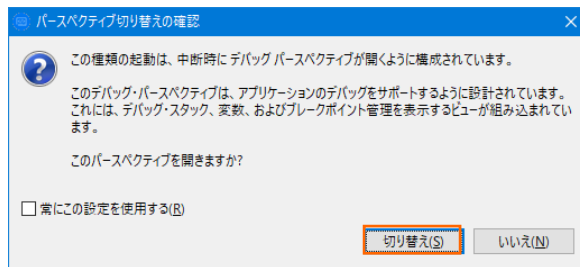 パースペクティブ切り替えの確認
この種類の起動は、中断時に デバッグ パースペクティブが開くように構成されています。
このデバッグ・パースペクティブは、アプリケーションのデバッグをサポートするように設計されています。
これには、デバッグ・スタック、変数、およびブレークポイント管理を表示するビューが組み込まれてい
ます。
このパースペクティブを開きますか?
常にこの設定を使用する(R)
切り替え(S) いいえ(N)